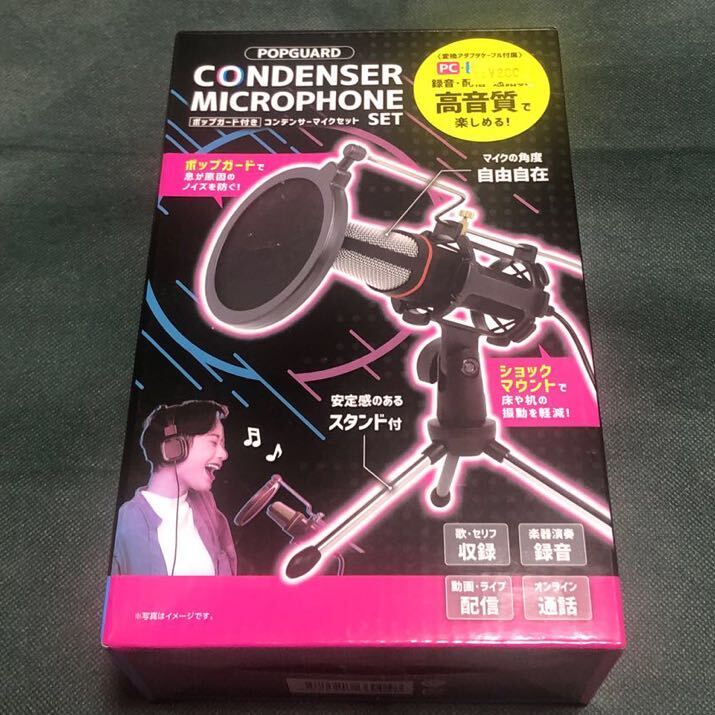 POPGUARD
CONDENSER
MICROPHONE
ポップガード付き コンデンサーマイクセット SET
〈変換アダプタケーブル付属〉
PC・
¥200
録音・配
高音質で
楽しめる!
ポップガードで
息が原因の
ノイズを防ぐ!
マイクの角度
自由自在
ショック
マウントで
床や机の
振動を軽減!
安定感のある
スタンド付
歌・セリフ
収録
楽器演奏
録音
動画・ライブ
配信
オンライン
通話
※写真はイメージです。